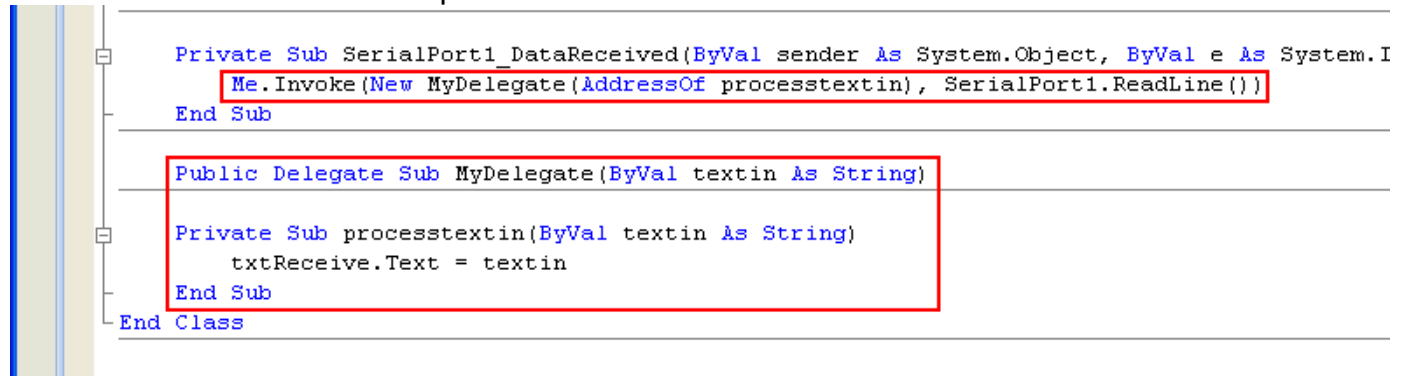 Private Sub SerialPort1_DataReceived(ByVal sender As System.Object, ByVal e As System.I
Me.Invoke(New MyDelegate(AddressOf processtextin), SerialPort1.ReadLine())
End Sub
Public Delegate Sub MyDelegate(ByVal textin As String)
Private Sub processtextin(ByVal textin As String)
txtReceive.Text = textin
End Sub
End Class